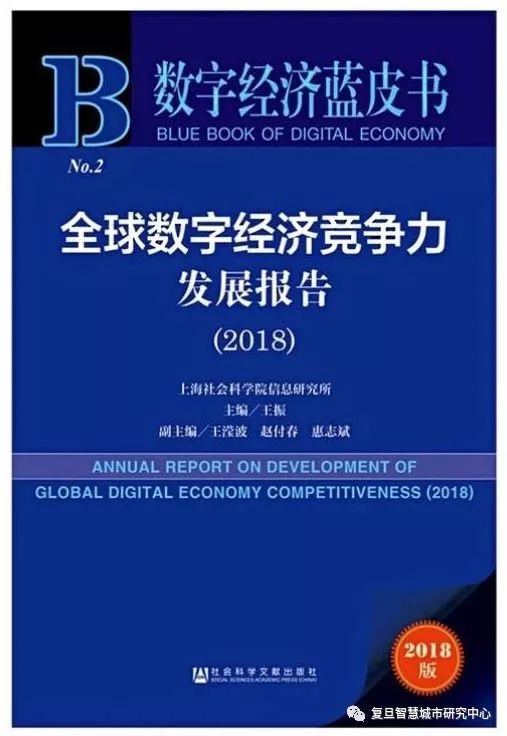 B
数字经济蓝皮书
BLUE BOOK OF DIGITAL ECONOMY
No.2
全球数字经济竞争力
发展报告
(2018)
上海社会科学院信息研究所
主编/王振
副主编/王滢波 赵付春 惠志斌
ANNUAL REPORT ON DEVELOPMENT OF
GLOBAL DIGITAL ECONOMY COMPETITIVENESS (2018)
2018
版
社会科学文献出版社
SOCIAL SCIENCES ACADEMIC PRESS (CHINA)
复旦智慧城市研究中心